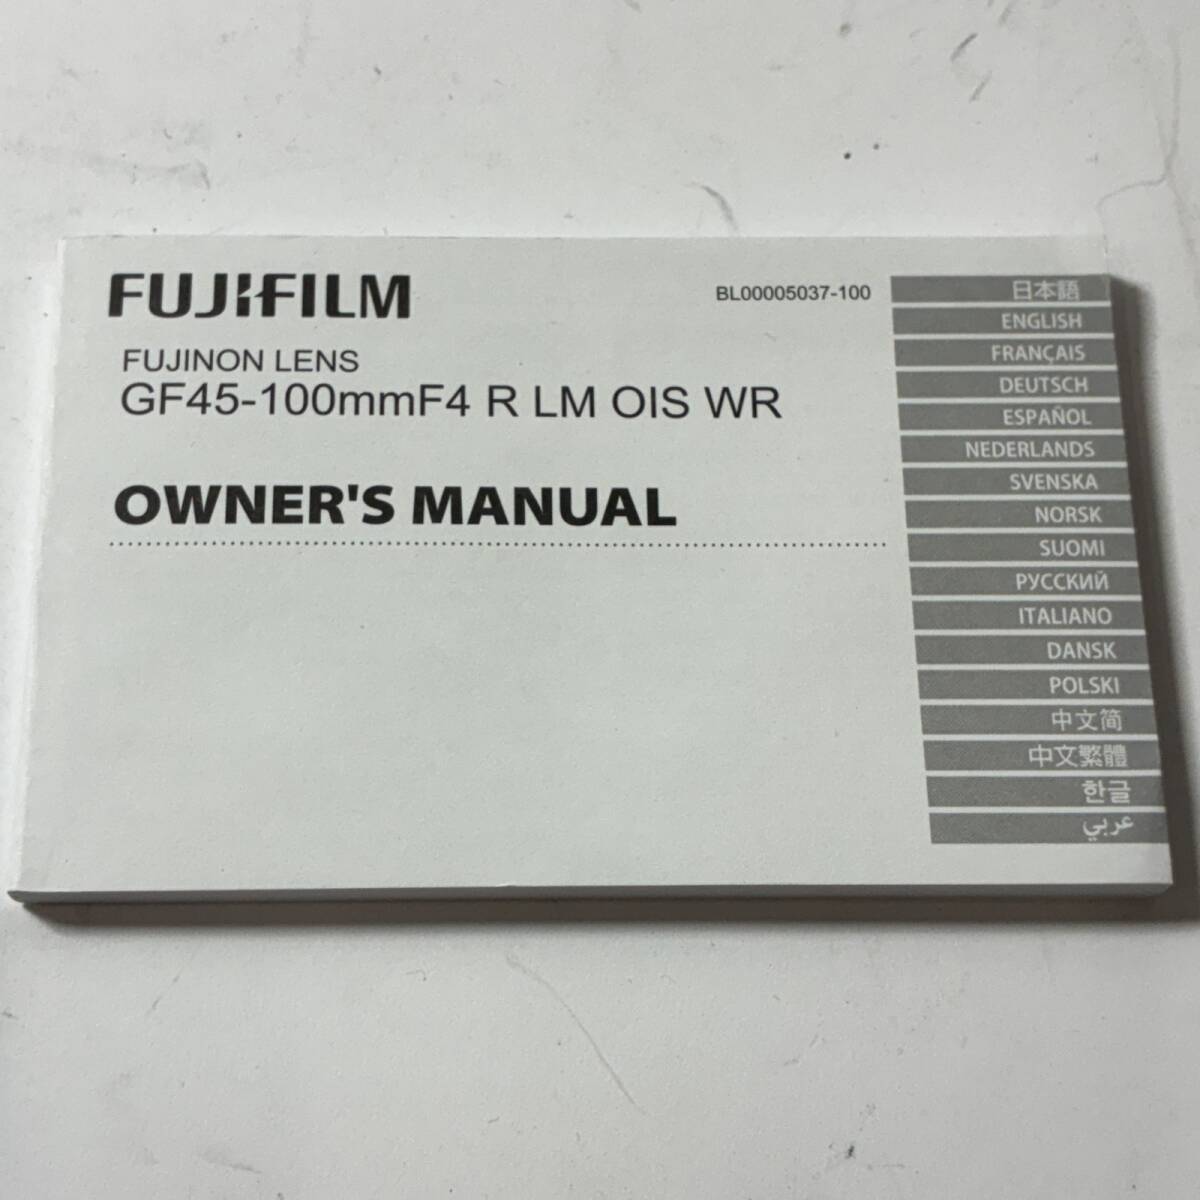 FUJIFILM
BL00005037-100
FUJINON LENS
GF45-100mmF4 R LM OIS WR
OWNER'S MANUAL
日本語
ENGLISH
FRANÇAIS
DEUTSCH
ESPAÑOL
NEDERLANDS
SVENSKA
NORSK
SUOMI
РУССКИЙ
ITALIANO
DANSK
POLSKI
中文简
中文繁體
한글
عربي